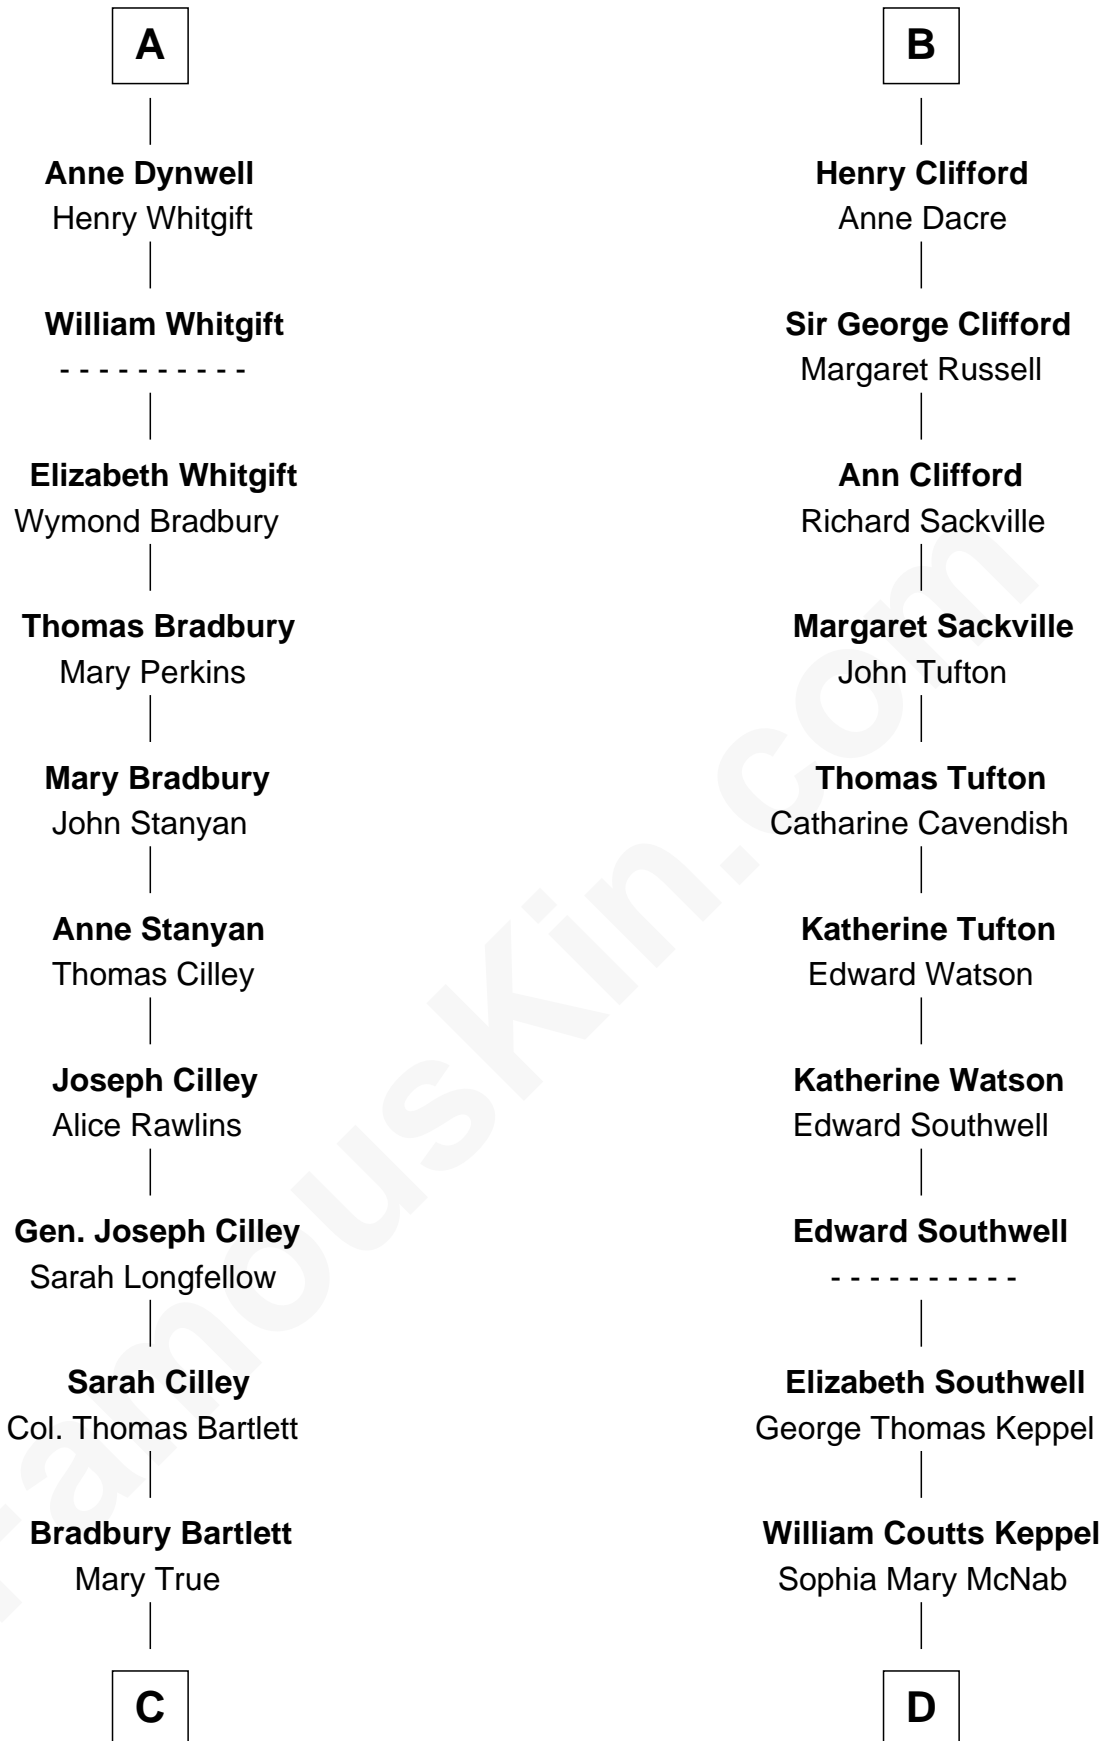 A
Anne Dynwell
Henry Whitgift
William Whitgift
- - - - - - - - - -
Elizabeth Whitgift
Wymond Bradbury
Thomas Bradbury
Mary Perkins
Mary Bradbury
John Stanyan
Anne Stanyan
Thomas Cilley
Joseph Cilley
Alice Rawlins
Gen. Joseph Cilley
Sarah Longfellow
Sarah Cilley
Col. Thomas Bartlett
Bradbury Bartlett
Mary True
C
B
Henry Clifford
Anne Dacre
Sir George Clifford
Margaret Russell
Ann Clifford
Richard Sackville
Margaret Sackville
John Tufton
Thomas Tufton
Catharine Cavendish
Katherine Tufton
Edward Watson
Katherine Watson
Edward Southwell
Edward Southwell
- - - - - - - - - -
Elizabeth Southwell
George Thomas Keppel
William Coutts Keppel
Sophia Mary McNab
D
FamousKin.com